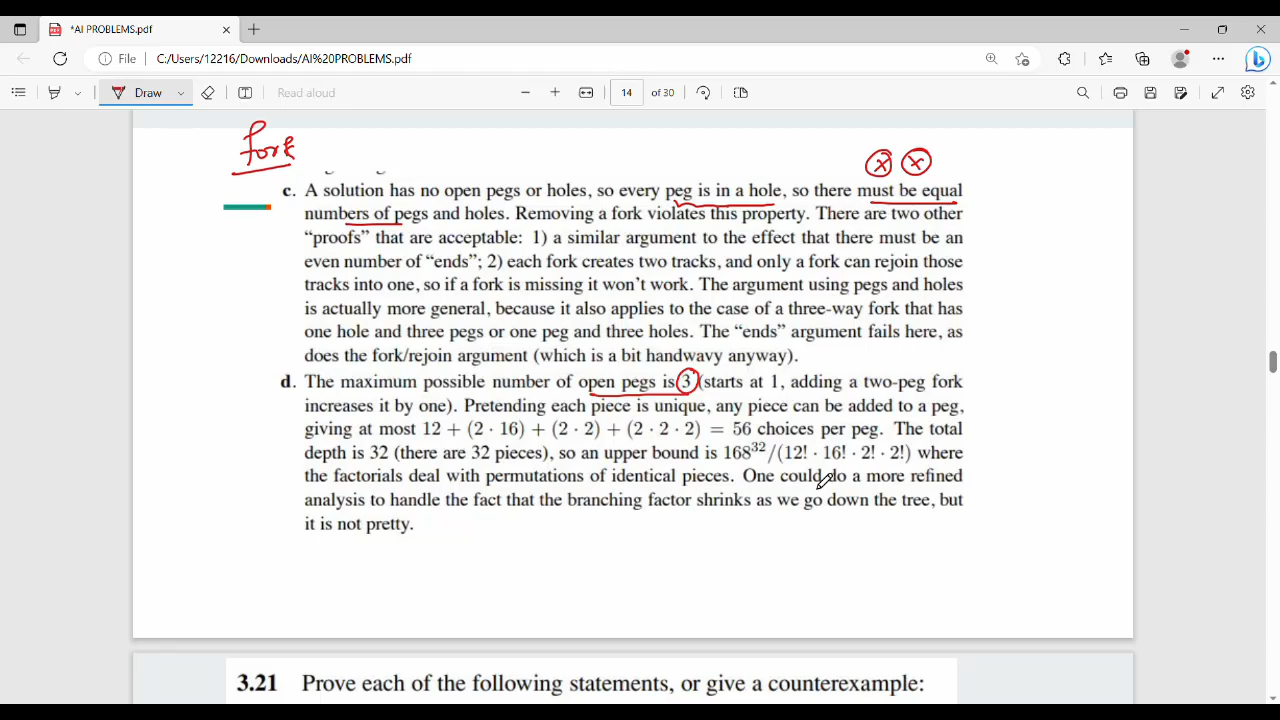 *AI PROBLEMS.pdf
File
C:/Users/12216/Downloads/AI%20PROBLEMS.pdf
Draw
Read aloud
14 of 30
fork
x x
c. A solution has no open pegs or holes, so every peg is in a hole, so there must be equal
numbers of pegs and holes. Removing a fork violates this property. There are two other
“proofs” that are acceptable: 1) a similar argument to the effect that there must be an
even number of “ends”; 2) each fork creates two tracks, and only a fork can rejoin those
tracks into one, so if a fork is missing it won’t work. The argument using pegs and holes
is actually more general, because it also applies to the case of a three-way fork that has
one hole and three pegs or one peg and three holes. The “ends” argument fails here, as
does the fork/rejoin argument (which is a bit handwavy anyway).
d. The maximum possible number of open pegs is 3 (starts at 1, adding a two-peg fork
increases it by one). Pretending each piece is unique, any piece can be added to a peg,
giving at most 12 + (2 · 16) + (2 · 2) + (2 · 2 · 2) = 56 choices per peg. The total
depth is 32 (there are 32 pieces), so an upper bound is 168³²/(12! · 16! · 2! · 2!) where
the factorials deal with permutations of identical pieces. One could do a more refined
analysis to handle the fact that the branching factor shrinks as we go down the tree, but
it is not pretty.
3.21 Prove each of the following statements, or give a counterexample: